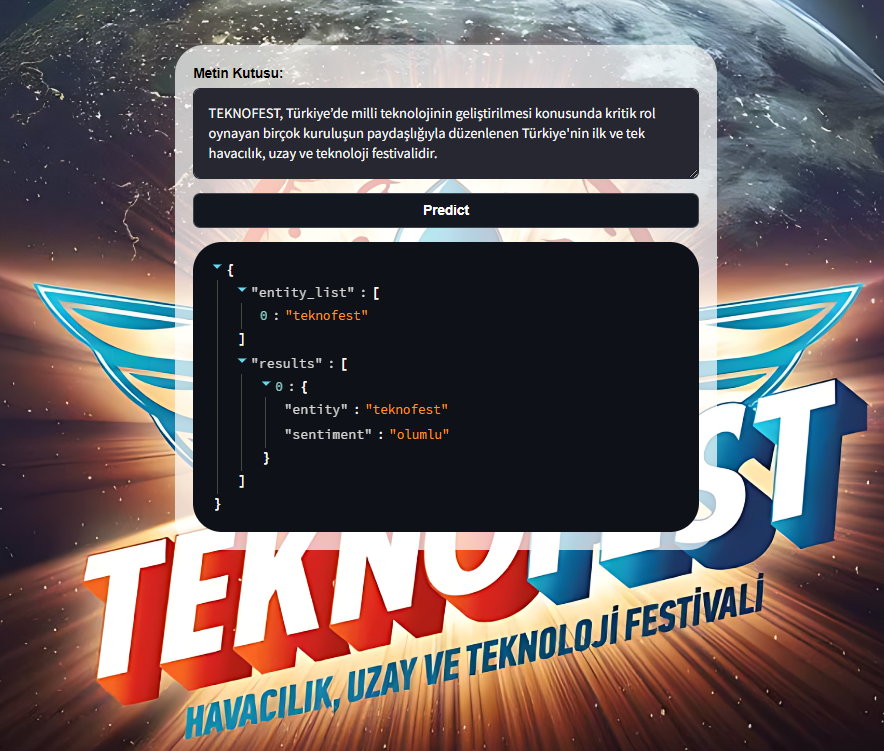 Metin Kutusu:
TEKNOFEST, Türkiye’de milli teknolojinin geliştirilmesi konusunda kritik rol
oynayan birçok kuruluşun paydaşlığıyla düzenlenen Türkiye'nin ilk ve tek
havacılık, uzay ve teknoloji festivalidir.
Predict
{
"entity_list" : [
0 : "teknofest"
]
"results" : [
0 : {
"entity" : "teknofest"
"sentiment" : "olumlu"
}
]
}
TEKNOFEST
HAVACILIK, UZAY VE TEKNOLOJİ FESTİVALİ